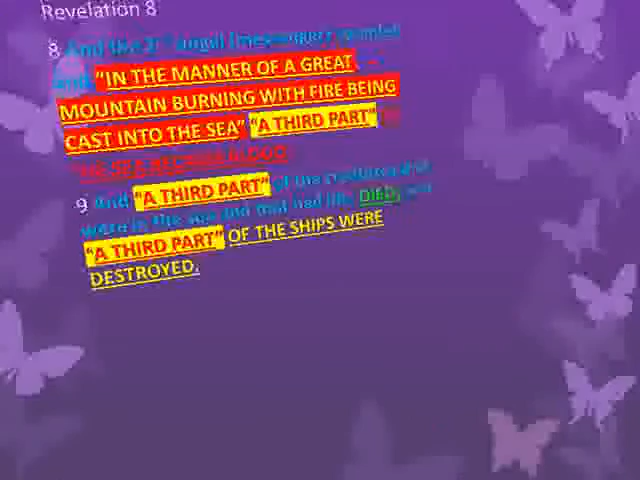 Revelation 8
8 And the 2nd angel (messenger) sounded
and "IN THE MANNER OF A GREAT
MOUNTAIN BURNING WITH FIRE BEING
CAST INTO THE SEA" "A THIRD PART" OF
THE SEA BECAME BLOOD
9 And "A THIRD PART" of the creatures that
were in the sea and that had life DIED; and
"A THIRD PART" OF THE SHIPS WERE
DESTROYED.